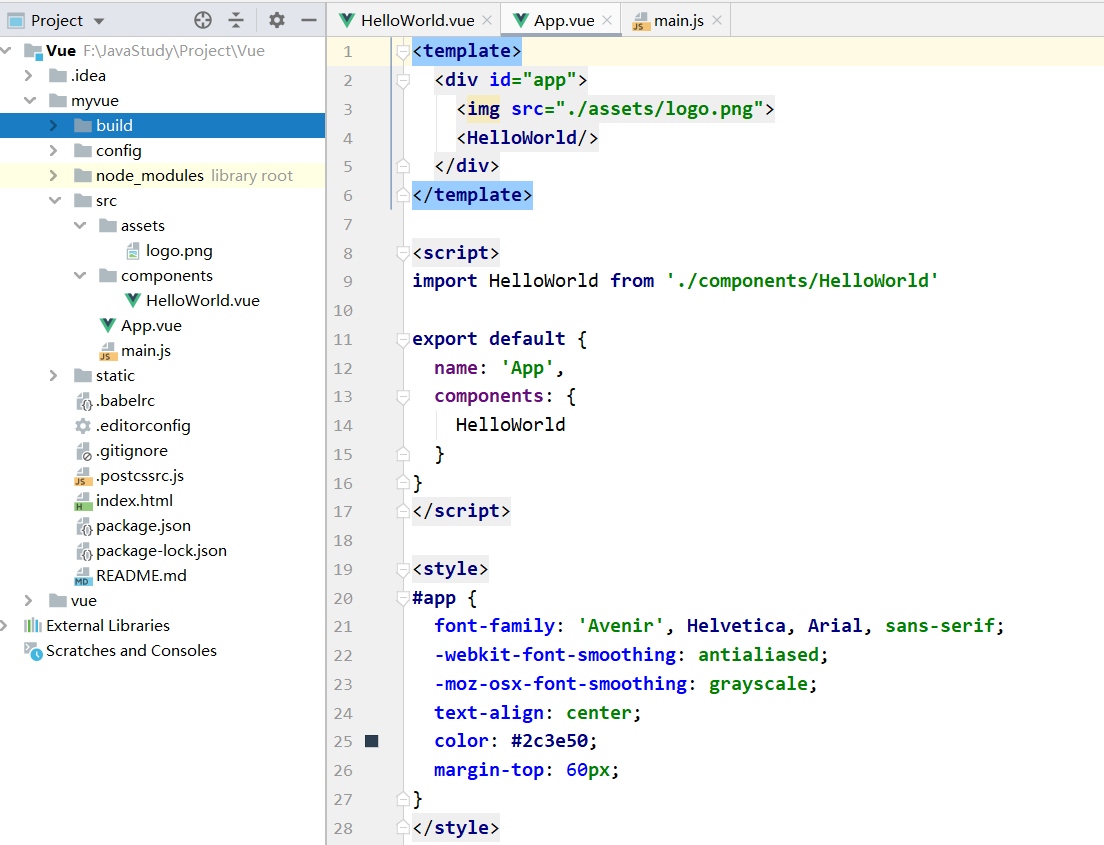 Project
Vue F:\JavaStudy\Project\Vue
.idea
myvue
build
config
node_modules library root
src
assets
logo.png
components
HelloWorld.vue
App.vue
main.js
static
.babelrc
.editorconfig
.gitignore
.postcssrc.js
index.html
package.json
package-lock.json
README.md
vue
External Libraries
Scratches and Consoles
HelloWorld.vue App.vue main.js
1 <template>
2   <div id="app">
3     <img src="./assets/logo.png">
4     <HelloWorld/>
5   </div>
6 </template>
7
8 <script>
9 import HelloWorld from './components/HelloWorld'
10
11 export default {
12   name: 'App',
13   components: {
14     HelloWorld
15   }
16 }
17 </script>
18
19 <style>
20 #app {
21   font-family: 'Avenir', Helvetica, Arial, sans-serif;
22   -webkit-font-smoothing: antialiased;
23   -moz-osx-font-smoothing: grayscale;
24   text-align: center;
25   color: #2c3e50;
26   margin-top: 60px;
27 }
28 </style>